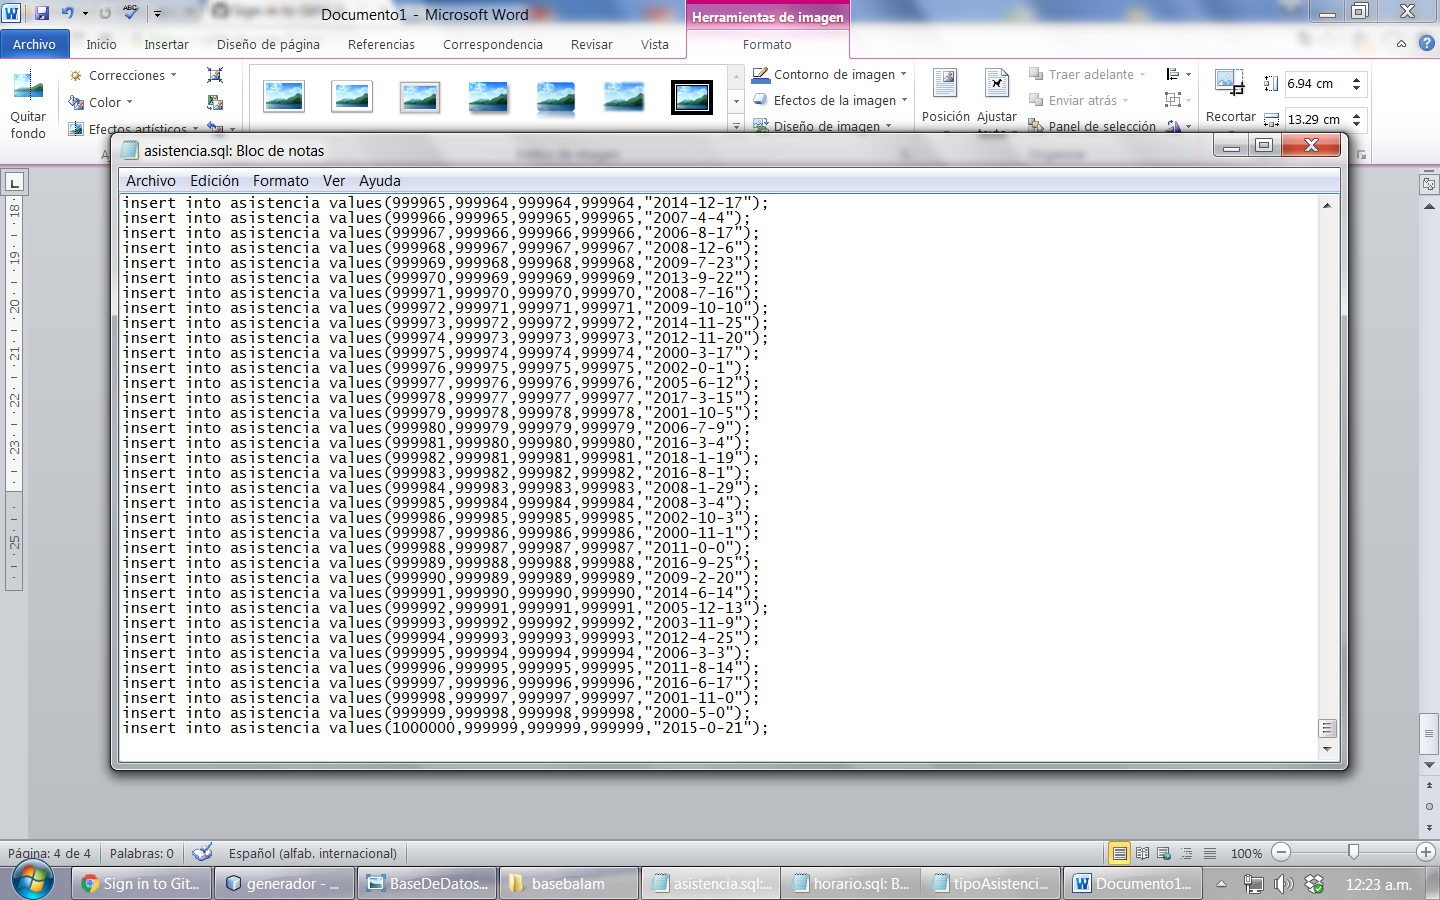 Documento1 - Microsoft Word
Herramientas de imagen
Archivo Inicio Insertar Diseño de página Referencias Correspondencia Revisar Vista Formato
Quitar fondo
Correcciones
Color
Efectos artísticos
Contorno de imagen
Efectos de la imagen
Diseño de imagen
Posición
Ajustar
Traer adelante
Enviar atrás
Panel de selección
Recortar
6.94 cm
13.29 cm
asistencia.sql: Bloc de notas
Archivo Edición Formato Ver Ayuda
insert into asistencia values(999965,999964,999964,999964,"2014-12-17");
insert into asistencia values(999966,999965,999965,999965,"2007-4-4");
insert into asistencia values(999967,999966,999966,999966,"2006-8-17");
insert into asistencia values(999968,999967,999967,999967,"2008-12-6");
insert into asistencia values(999969,999968,999968,999968,"2009-7-23");
insert into asistencia values(999970,999969,999969,999969,"2013-9-22");
insert into asistencia values(999971,999970,999970,999970,"2008-7-16");
insert into asistencia values(999972,999971,999971,999971,"2009-10-10");
insert into asistencia values(999973,999972,999972,999972,"2014-11-25");
insert into asistencia values(999974,999973,999973,999973,"2012-11-20");
insert into asistencia values(999975,999974,999974,999974,"2000-3-17");
insert into asistencia values(999976,999975,999975,999975,"2002-0-1");
insert into asistencia values(999977,999976,999976,999976,"2005-6-12");
insert into asistencia values(999978,999977,999977,999977,"2017-3-15");
insert into asistencia values(999979,999978,999978,999978,"2001-10-5");
insert into asistencia values(999980,999979,999979,999979,"2006-7-9");
insert into asistencia values(999981,999980,999980,999980,"2016-3-4");
insert into asistencia values(999982,999981,999981,999981,"2018-1-19");
insert into asistencia values(999983,999982,999982,999982,"2016-8-1");
insert into asistencia values(999984,999983,999983,999983,"2008-1-29");
insert into asistencia values(999985,999984,999984,999984,"2008-3-4");
insert into asistencia values(999986,999985,999985,999985,"2002-10-3");
insert into asistencia values(999987,999986,999986,999986,"2000-11-1");
insert into asistencia values(999988,999987,999987,999987,"2011-0-0");
insert into asistencia values(999989,999988,999988,999988,"2016-9-25");
insert into asistencia values(999990,999989,999989,999989,"2009-2-20");
insert into asistencia values(999991,999990,999990,999990,"2014-6-14");
insert into asistencia values(999992,999991,999991,999991,"2005-12-13");
insert into asistencia values(999993,999992,999992,999992,"2003-11-9");
insert into asistencia values(999994,999993,999993,999993,"2012-4-25");
insert into asistencia values(999995,999994,999994,999994,"2006-3-3");
insert into asistencia values(999996,999995,999995,999995,"2011-8-14");
insert into asistencia values(999997,999996,999996,999996,"2016-6-17");
insert into asistencia values(999998,999997,999997,999997,"2001-11-0");
insert into asistencia values(999999,999998,999998,999998,"2000-5-0");
insert into asistencia values(1000000,999999,999999,999999,"2015-0-21");
Página: 4 de 4 Palabras: 0 Español (alfab. internacional) 100%
Sign in to Git... generador - ... BaseDeDatos... basebalam asistencia.sql:... horario.sql: B... tipoAsistenci... Documento1... 12:23 a.m.